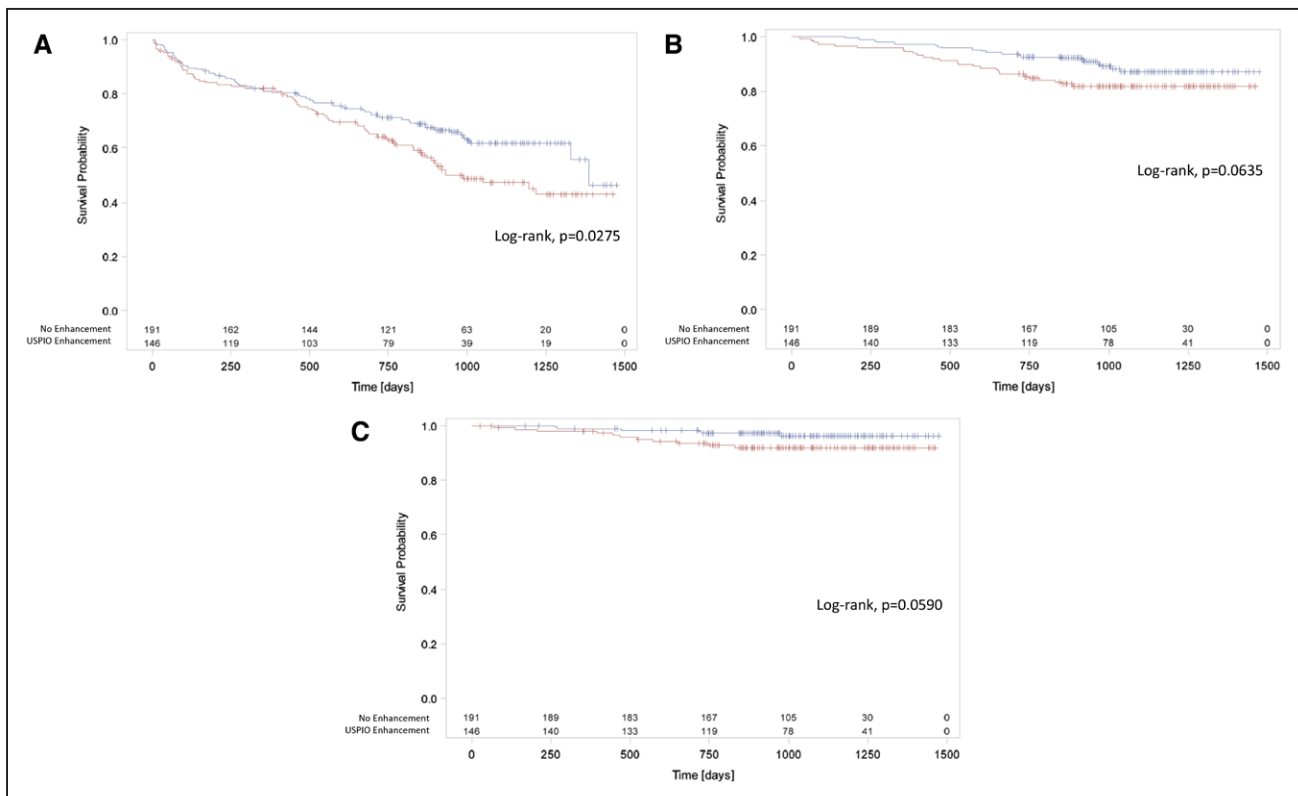 A
1.0
0.8
0.6
0.4
0.2
0.0
Survival Probability
Log-rank, p=0.0275
No Enhancement 191 162 144 121 63 20 0
USPIO Enhancement 146 119 103 79 39 19 0
0 250 500 750 1000 1250 1500
Time [days]
B
1.0
0.8
0.6
0.4
0.2
0.0
Survival Probability
Log-rank, p=0.0635
No Enhancement 191 189 183 167 105 30 0
USPIO Enhancement 146 140 133 119 78 41 0
0 250 500 750 1000 1250 1500
Time [days]
C
1.0
0.8
0.6
0.4
0.2
0.0
Survival Probability
Log-rank, p=0.0590
No Enhancement 191 189 183 167 105 30 0
USPIO Enhancement 146 140 133 119 78 41 0
0 250 500 750 1000 1250 1500
Time [days]